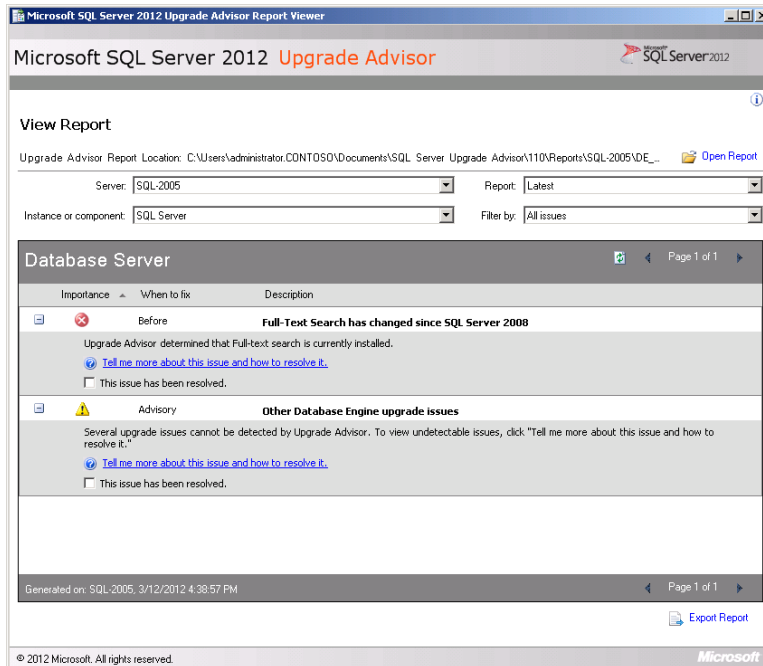 Microsoft SQL Server 2012 Upgrade Advisor Report Viewer
Microsoft SQL Server 2012 Upgrade Advisor
Microsoft SQL Server 2012
View Report
Upgrade Advisor Report Location: C:\Users\administrator.CONTOSO\Documents\SQL Server Upgrade Advisor\110\Reports\SQL-2005\DE_... Open Report
Server: SQL-2005 Report: Latest
Instance or component: SQL Server Filter by: All issues
Database Server Page 1 of 1
Importance When to fix Description
Before Full-Text Search has changed since SQL Server 2008
Upgrade Advisor determined that Full-text search is currently installed.
Tell me more about this issue and how to resolve it.
This issue has been resolved.
Advisory Other Database Engine upgrade issues
Several upgrade issues cannot be detected by Upgrade Advisor. To view undetectable issues, click "Tell me more about this issue and how to
resolve it."
Tell me more about this issue and how to resolve it.
This issue has been resolved.
Generated on: SQL-2005, 3/12/2012 4:38:57 PM Page 1 of 1
Export Report
© 2012 Microsoft. All rights reserved. Microsoft